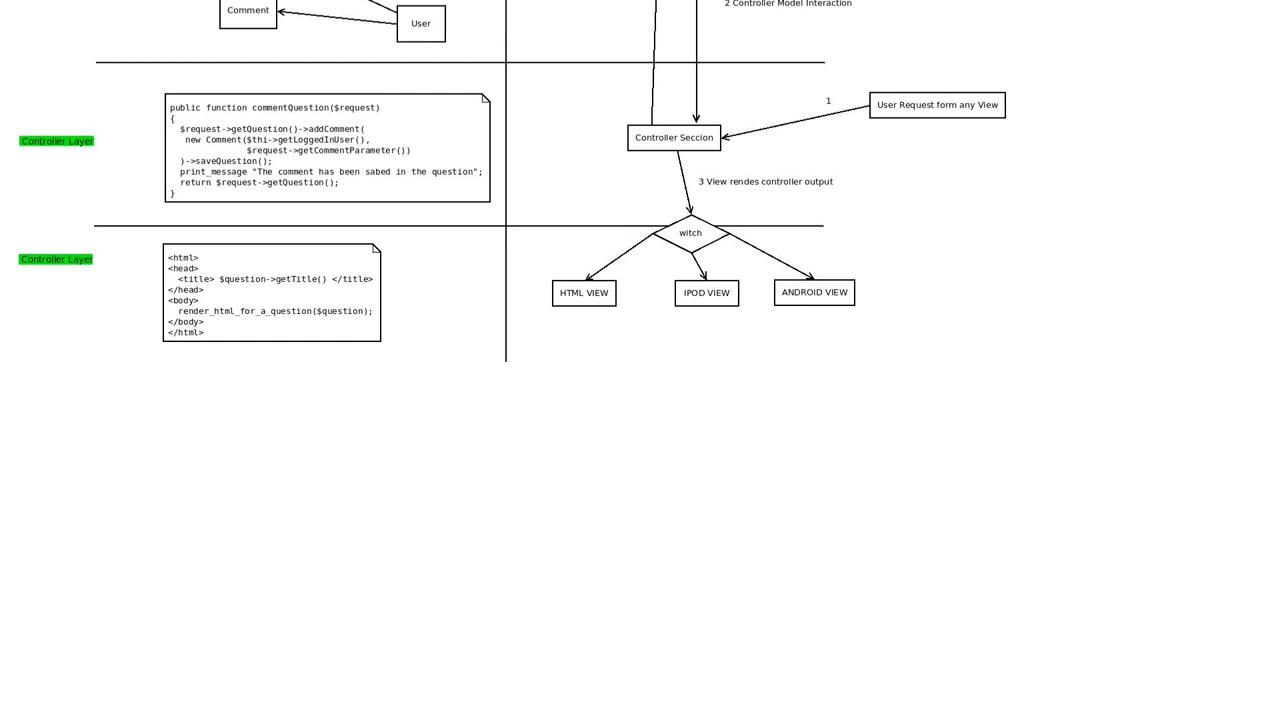 Comment
User
2 Controller Model Interaction
Controller Layer
public function commentQuestion($request)
{
$request->getQuestion()->addComment(
new Comment($thi->getLoggedInUser(),
$request->getCommentParameter())
)->saveQuestion();
print_message "The comment has been sabed in the question";
return $request->getQuestion();
}
1
User Request form any View
Controller Seccion
3 View rendes controller output
Controller Layer
<html>
<head>
<title> $question->getTitle() </title>
</head>
<body>
render_html_for_a_question($question);
</body>
</html>
witch
HTML VIEW
IPOD VIEW
ANDROID VIEW